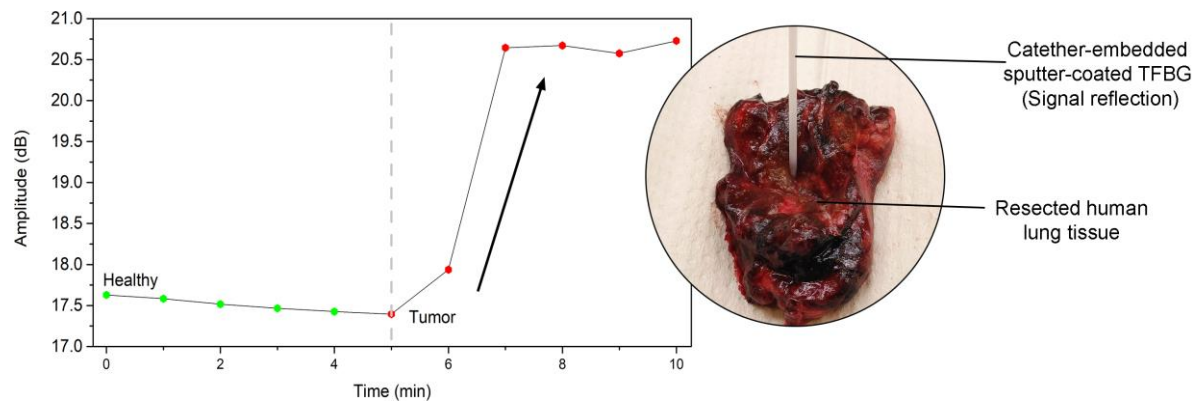 21.0
20.5
20.0
19.5
19.0
18.5
18.0
17.5
17.0
Amplitude (dB)
Healthy
Tumor
0
2
4
6
8
10
Time (min)
Catether-embedded
sputter-coated TFBG
(Signal reflection)
Resected human
lung tissue